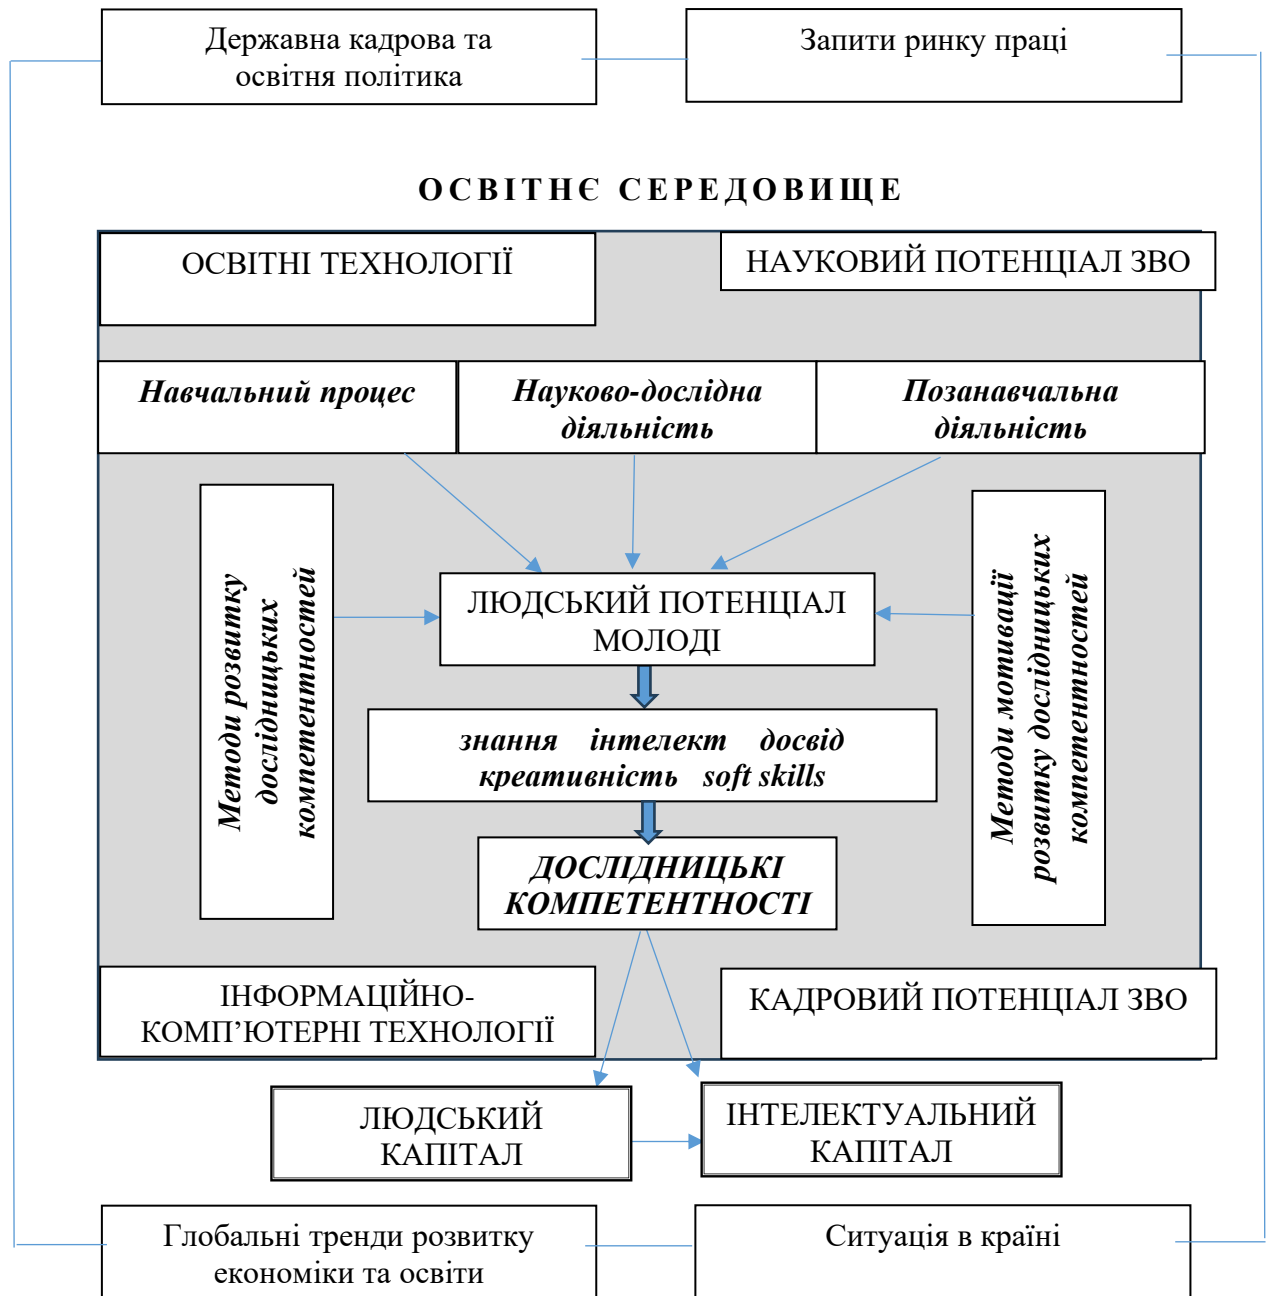 Державна кадрова та
освітня політика
Запити ринку праці
ОСВІТНЄ СЕРЕДОВИЩЕ
ОСВІТНІ ТЕХНОЛОГІЇ
НАУКОВИЙ ПОТЕНЦІАЛ ЗВО
Навчальний процес
Науково-дослідна
діяльність
Позанавчальна
діяльність
Методи розвитку
дослідницьких
компетентностей
ЛЮДСЬКИЙ ПОТЕНЦІАЛ
МОЛОДІ
знання інтелект досвід
креативність soft skills
ДОСЛІДНИЦЬКІ
КОМПЕТЕНТНОСТІ
Методи мотивації
розвитку дослідницьких
компетентностей
ІНФОРМАЦІЙНО-
КОМП’ЮТЕРНІ ТЕХНОЛОГІЇ
КАДРОВИЙ ПОТЕНЦІАЛ ЗВО
ЛЮДСЬКИЙ
КАПІТАЛ
ІНТЕЛЕКТУАЛЬНИЙ
КАПІТАЛ
Глобальні тренди розвитку
економіки та освіти
Ситуація в країні